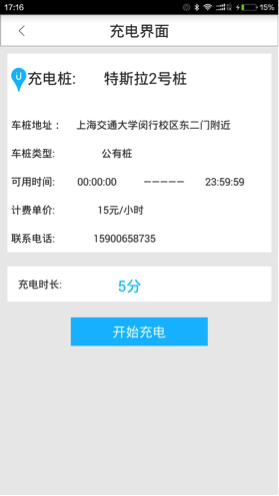 17:16
15%
充电界面
充电桩: 特斯拉2号桩
车桩地址： 上海交通大学闵行校区东二门附近
车桩类型: 公有桩
可用时间: 00:00:00 ----- 23:59:59
计费单价: 15元/小时
联系电话: 15900658735
充电时长: 5分
开始充电